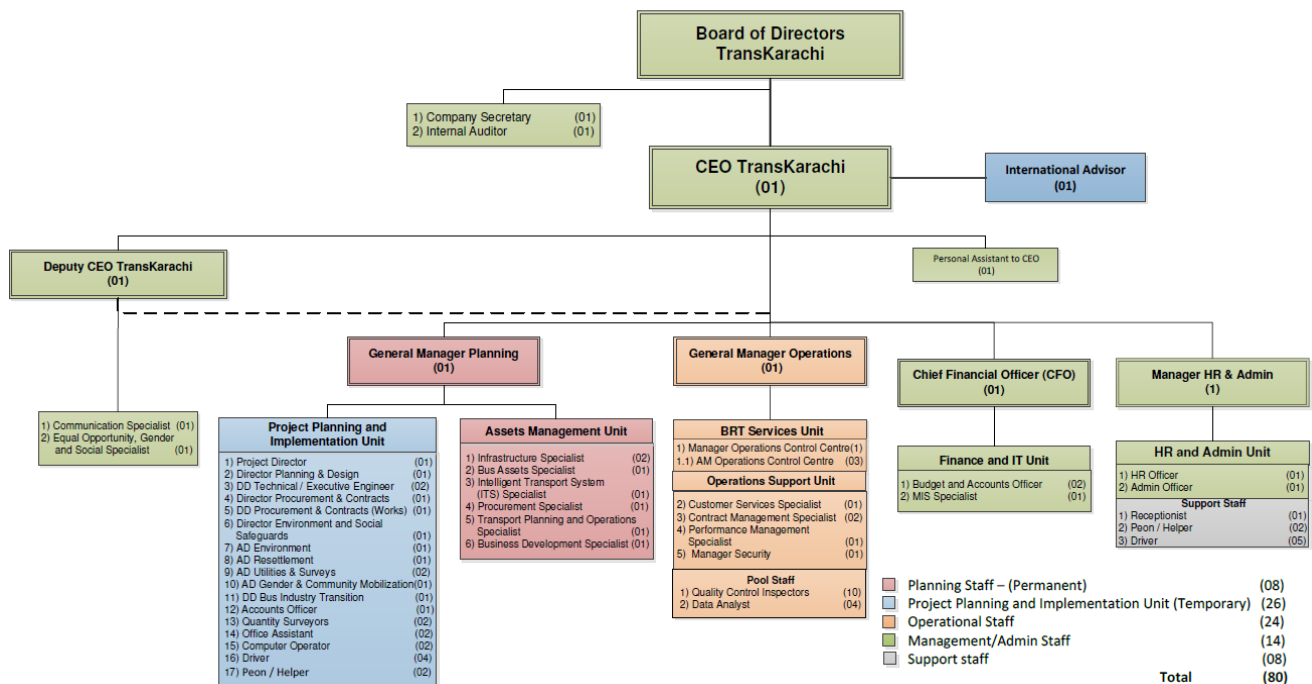 Board of Directors
TransKarachi
1) Company Secretary (01)
2) Internal Auditor (01)
CEO TransKarachi
(01)
International Advisor
(01)
Deputy CEO TransKarachi
(01)
Personal Assistant to CEO
(01)
General Manager Planning
(01)
General Manager Operations
(01)
Chief Financial Officer (CFO)
(01)
Manager HR & Admin
(1)
1) Communication Specialist (01)
2) Equal Opportunity, Gender
and Social Specialist (01)
Project Planning and
Implementation Unit
1) Project Director (01)
2) Director Planning & Design (01)
3) DD Technical / Executive Engineer (02)
4) Director Procurement & Contracts (01)
5) DD Procurement & Contracts (Works) (01)
6) Director Environment and Social
Safeguards (01)
7) AD Environment (01)
8) AD Resettlement (01)
9) AD Utilities & Surveys (02)
10) AD Gender & Community Mobilization(01)
11) DD Bus Industry Transition (01)
12) Accounts Officer (01)
13) Quantity Surveyors (02)
14) Office Assistant (02)
15) Computer Operator (02)
16) Driver (04)
17) Peon / Helper (02)
Assets Management Unit
1) Infrastructure Specialist (02)
2) Bus Assets Specialist (01)
3) Intelligent Transport System
(ITS) Specialist (01)
4) Procurement Specialist (01)
5) Transport Planning and Operations
Specialist (01)
6) Business Development Specialist (01)
BRT Services Unit
1) Manager Operations Control Centre(1)
1.1) AM Operations Control Centre (03)
Operations Support Unit
2) Customer Services Specialist (01)
3) Contract Management Specialist (02)
4) Performance Management
Specialist (01)
5) Manager Security (01)
Pool Staff
1) Quality Control Inspectors (10)
2) Data Analyst (04)
Finance and IT Unit
1) Budget and Accounts Officer (02)
2) MIS Specialist (01)
HR and Admin Unit
1) HR Officer (01)
2) Admin Officer (01)
Support Staff
1) Receptionist (01)
2) Peon / Helper (02)
3) Driver (05)
Planning Staff – (Permanent) (08)
Project Planning and Implementation Unit (Temporary) (26)
Operational Staff (24)
Management/Admin Staff (14)
Support staff (08)
Total (80)